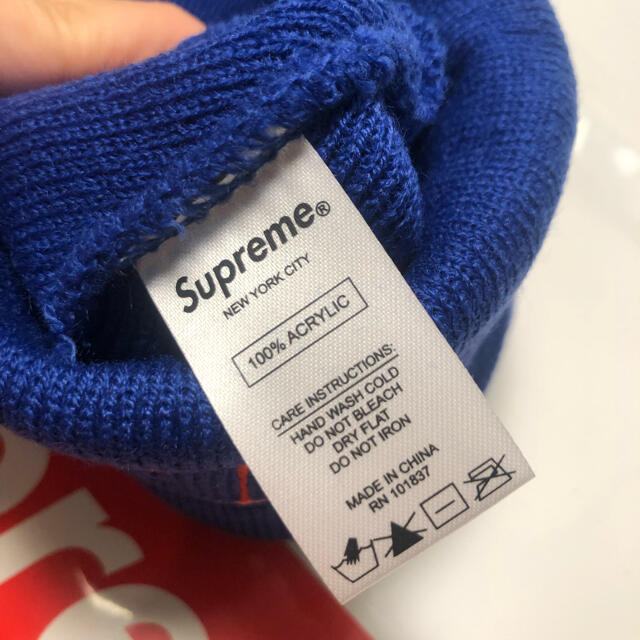 Supreme®
NEW YORK CITY
100% ACRYLIC
CARE INSTRUCTIONS:
HAND WASH COLD
DO NOT BLEACH
DRY FLAT
DO NOT IRON
MADE IN CHINA
RN 101837